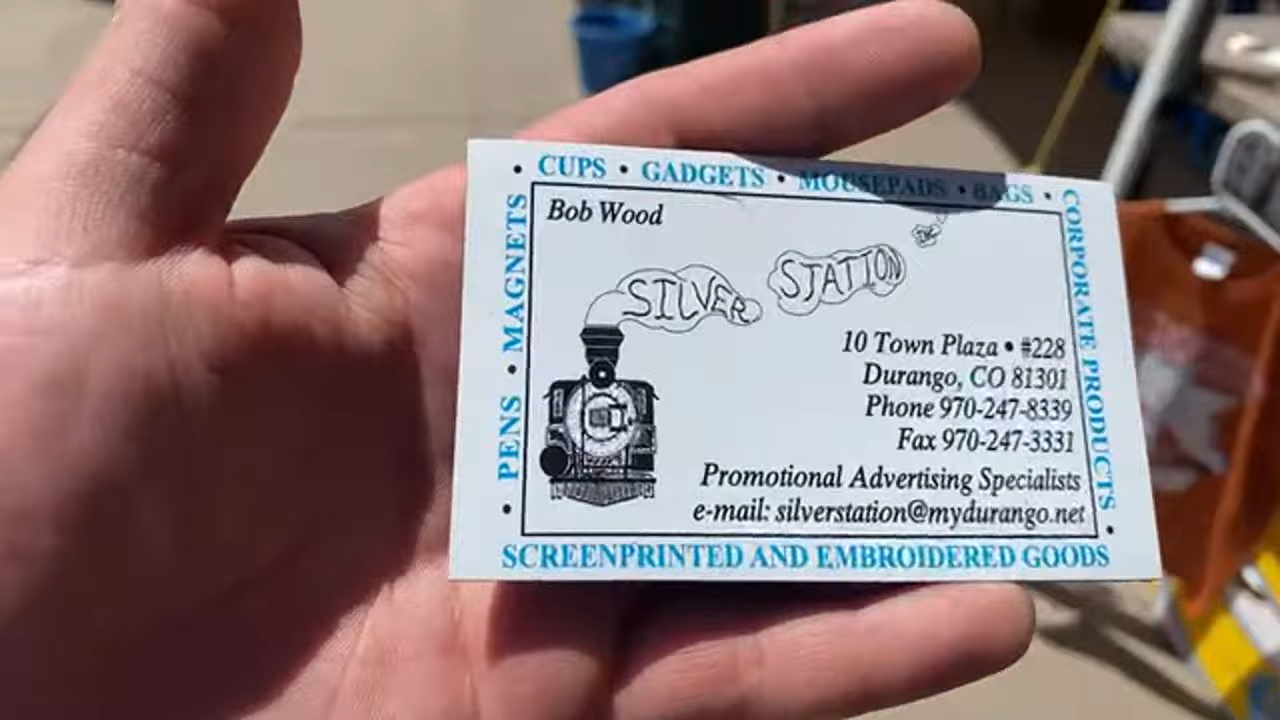 • CUPS • GADGETS • MOUSEPADS • BAGS •
CORPORATE PRODUCTS •
• PENS • MAGNETS
Bob Wood
SILVER STATION INC
10 Town Plaza • #228
Durango, CO 81301
Phone 970-247-8339
Fax 970-247-3331
Promotional Advertising Specialists
e-mail: silverstation@mydurango.net
SCREENPRINTED AND EMBROIDERED GOODS